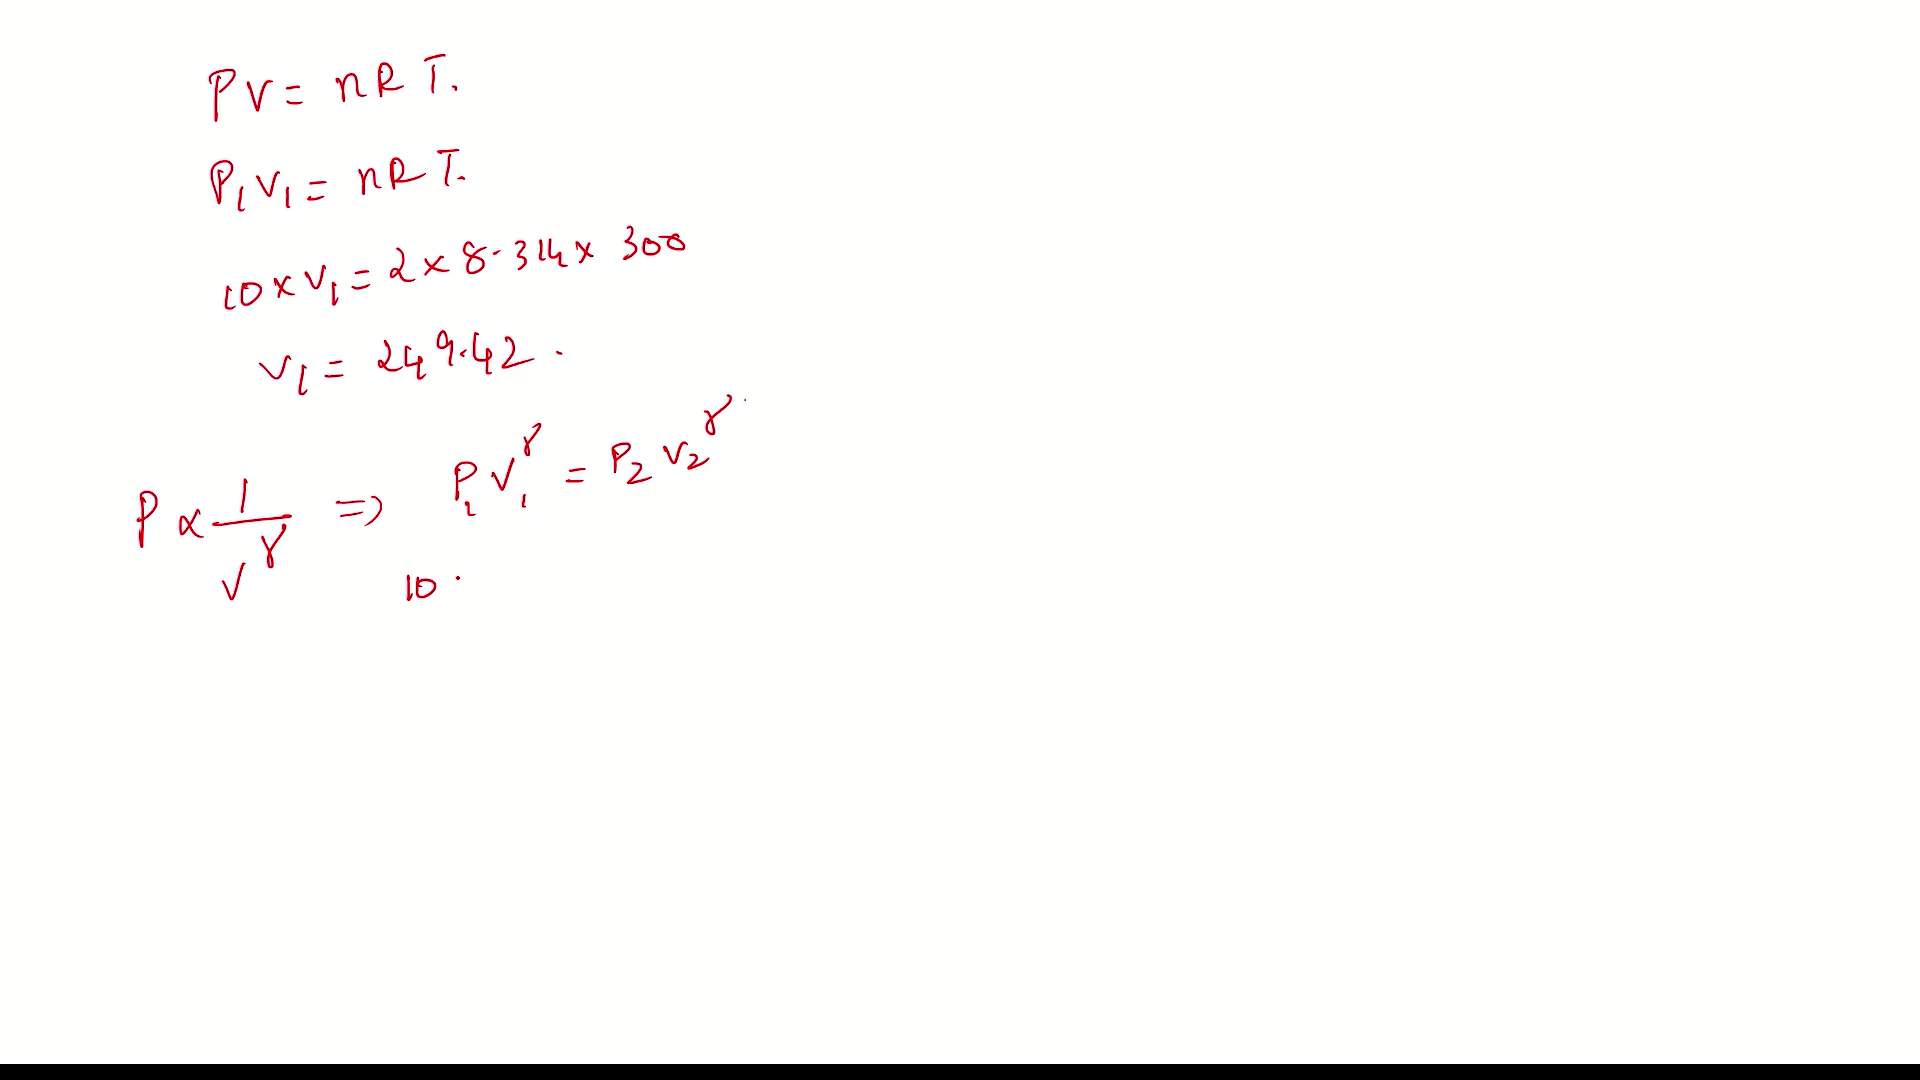 PV = nRT.
P₁V₁ = nRT.
10 × V₁ = 2 × 8.314 × 300
V₁ = 249.42.
P ∝ 1/V^γ ⇒ P₁V₁^γ = P₂V₂^γ
10 ·